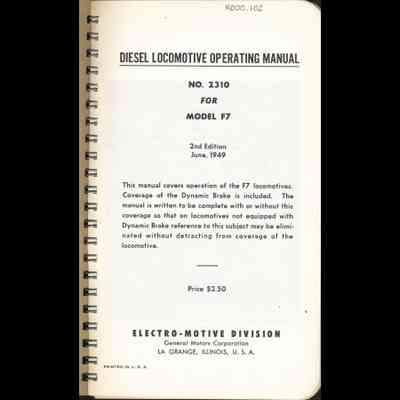 DIESEL LOCOMOTIVE OPERATING MANUAL
NO. 2310
FOR
MODEL F7
2nd Edition
June, 1949
This manual covers operation of the F7 locomotives.
Coverage of the Dynamic Brake is included. The
manual is written to be complete with or without this
coverage so that on locomotives not equipped with
Dynamic Brake reference to this subject may be elimi-
nated without detracting from coverage of the
locomotive.
Price $2.50
ELECTRO-MOTIVE DIVISION
General Motors Corporation
LA GRANGE, ILLINOIS, U. S. A.
PRINTED IN U. S. A.